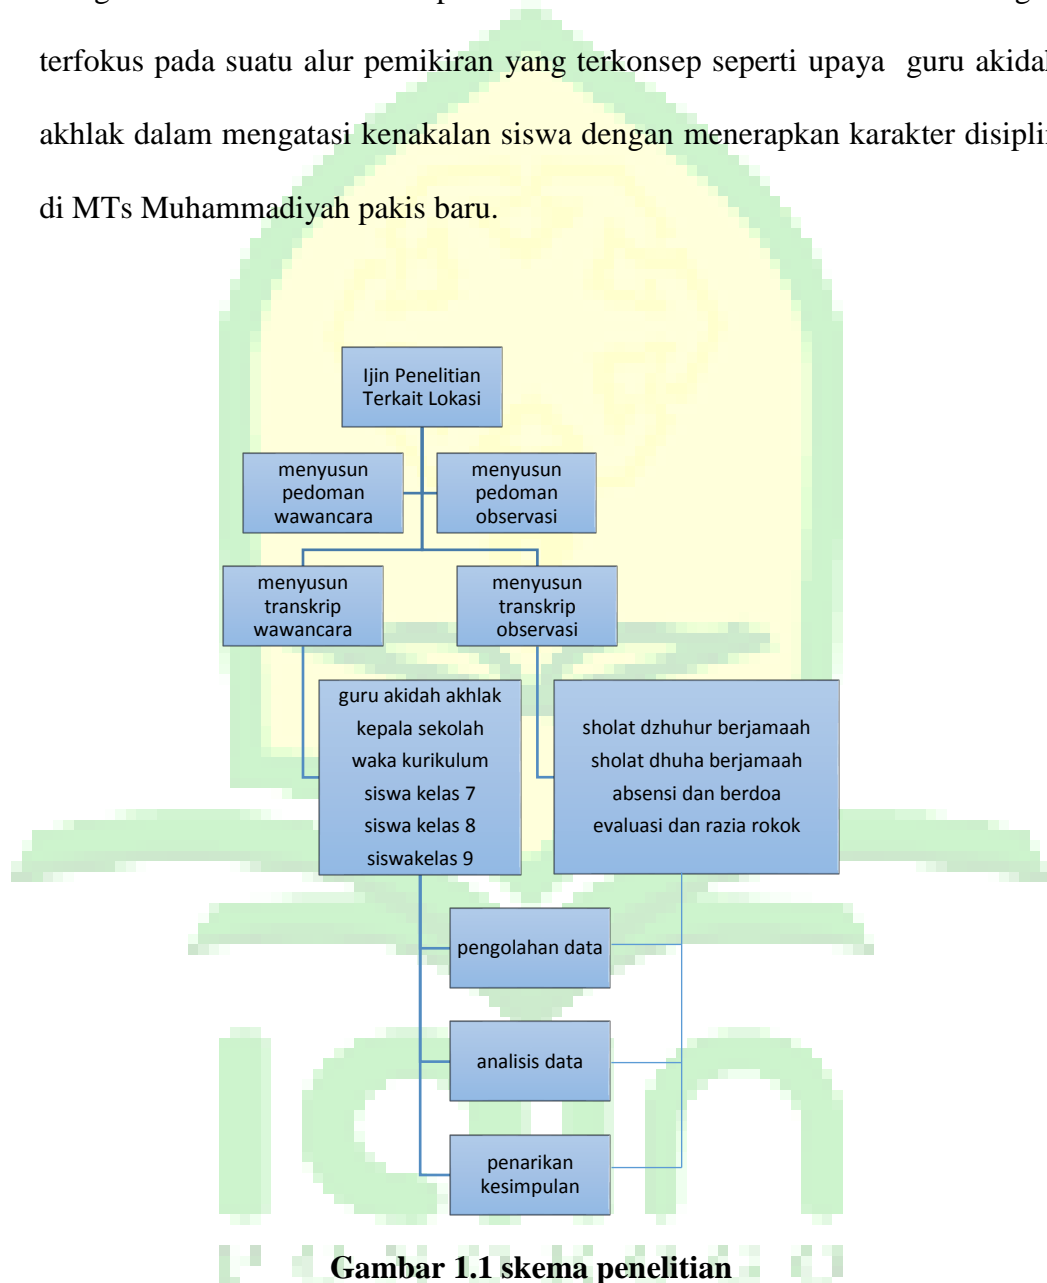 terfokus pada suatu alur pemikiran yang terkonsep seperti upaya guru
akhlak dalam mengatasi kenakalan siswa dengan menerapkan karakter
di MTs Muhammadiyah pakis baru.
Ijin Penelitian
Terkait Lokasi
menyusun
pedoman
wawancara
menyusun
pedoman
observasi
menyusun
transkrip
wawancara
menyusun
transkrip
observasi
guru akidah akhlak
kepala sekolah
waka kurikulum
siswa kelas 7
siswa kelas 8
siswakelas 9
sholat dzhuhur berjamaah
sholat dhuha berjamaah
absensi dan berdoa
evaluasi dan razia rokok
pengolahan data
analisis data
penarikan
kesimpulan
iain
Gambar 1.1 skema penelitian